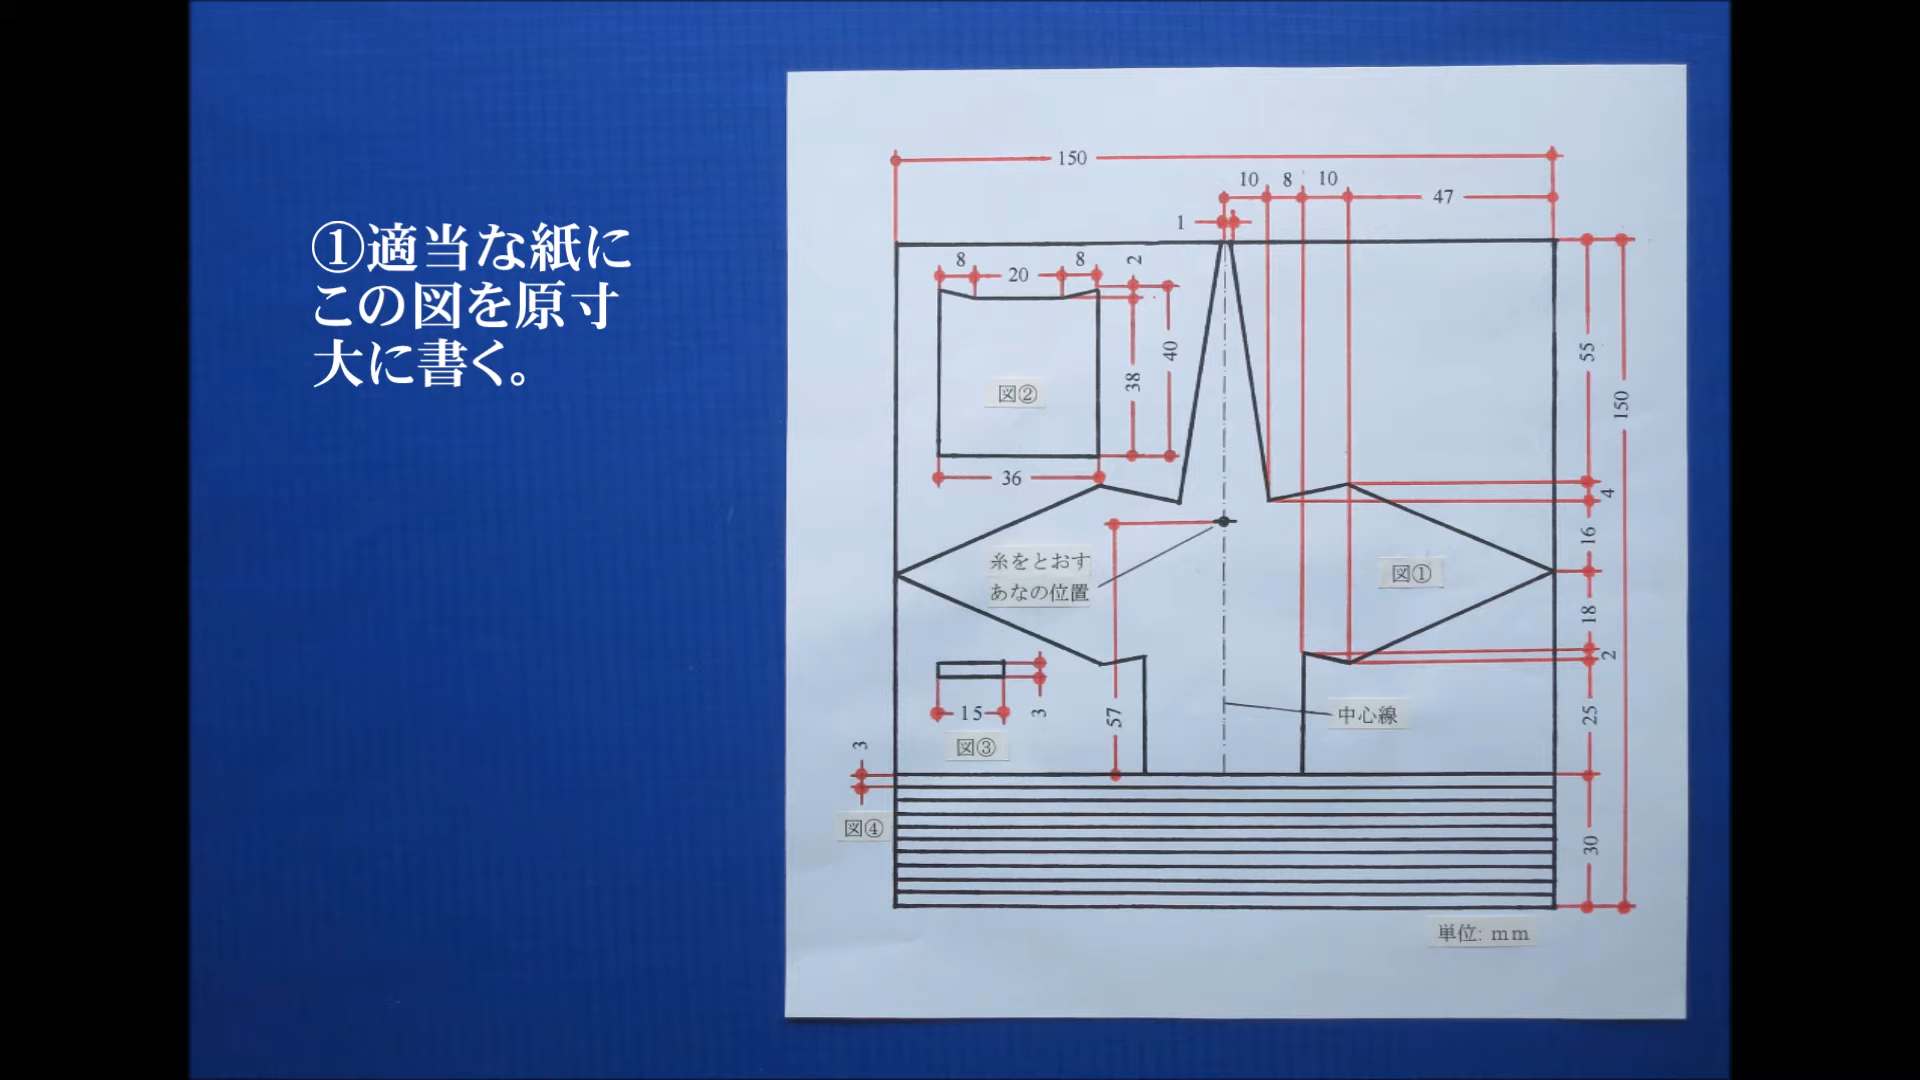 ①適当な紙に
この図を原寸
大に書く。
150
10
8
10
47
1
8
20
8
2
40
38
図②
36
55
150
4
16
糸をとおす
あなの位置
図①
18
2
57
中心線
25
15
3
図③
3
図④
30
単位: mm